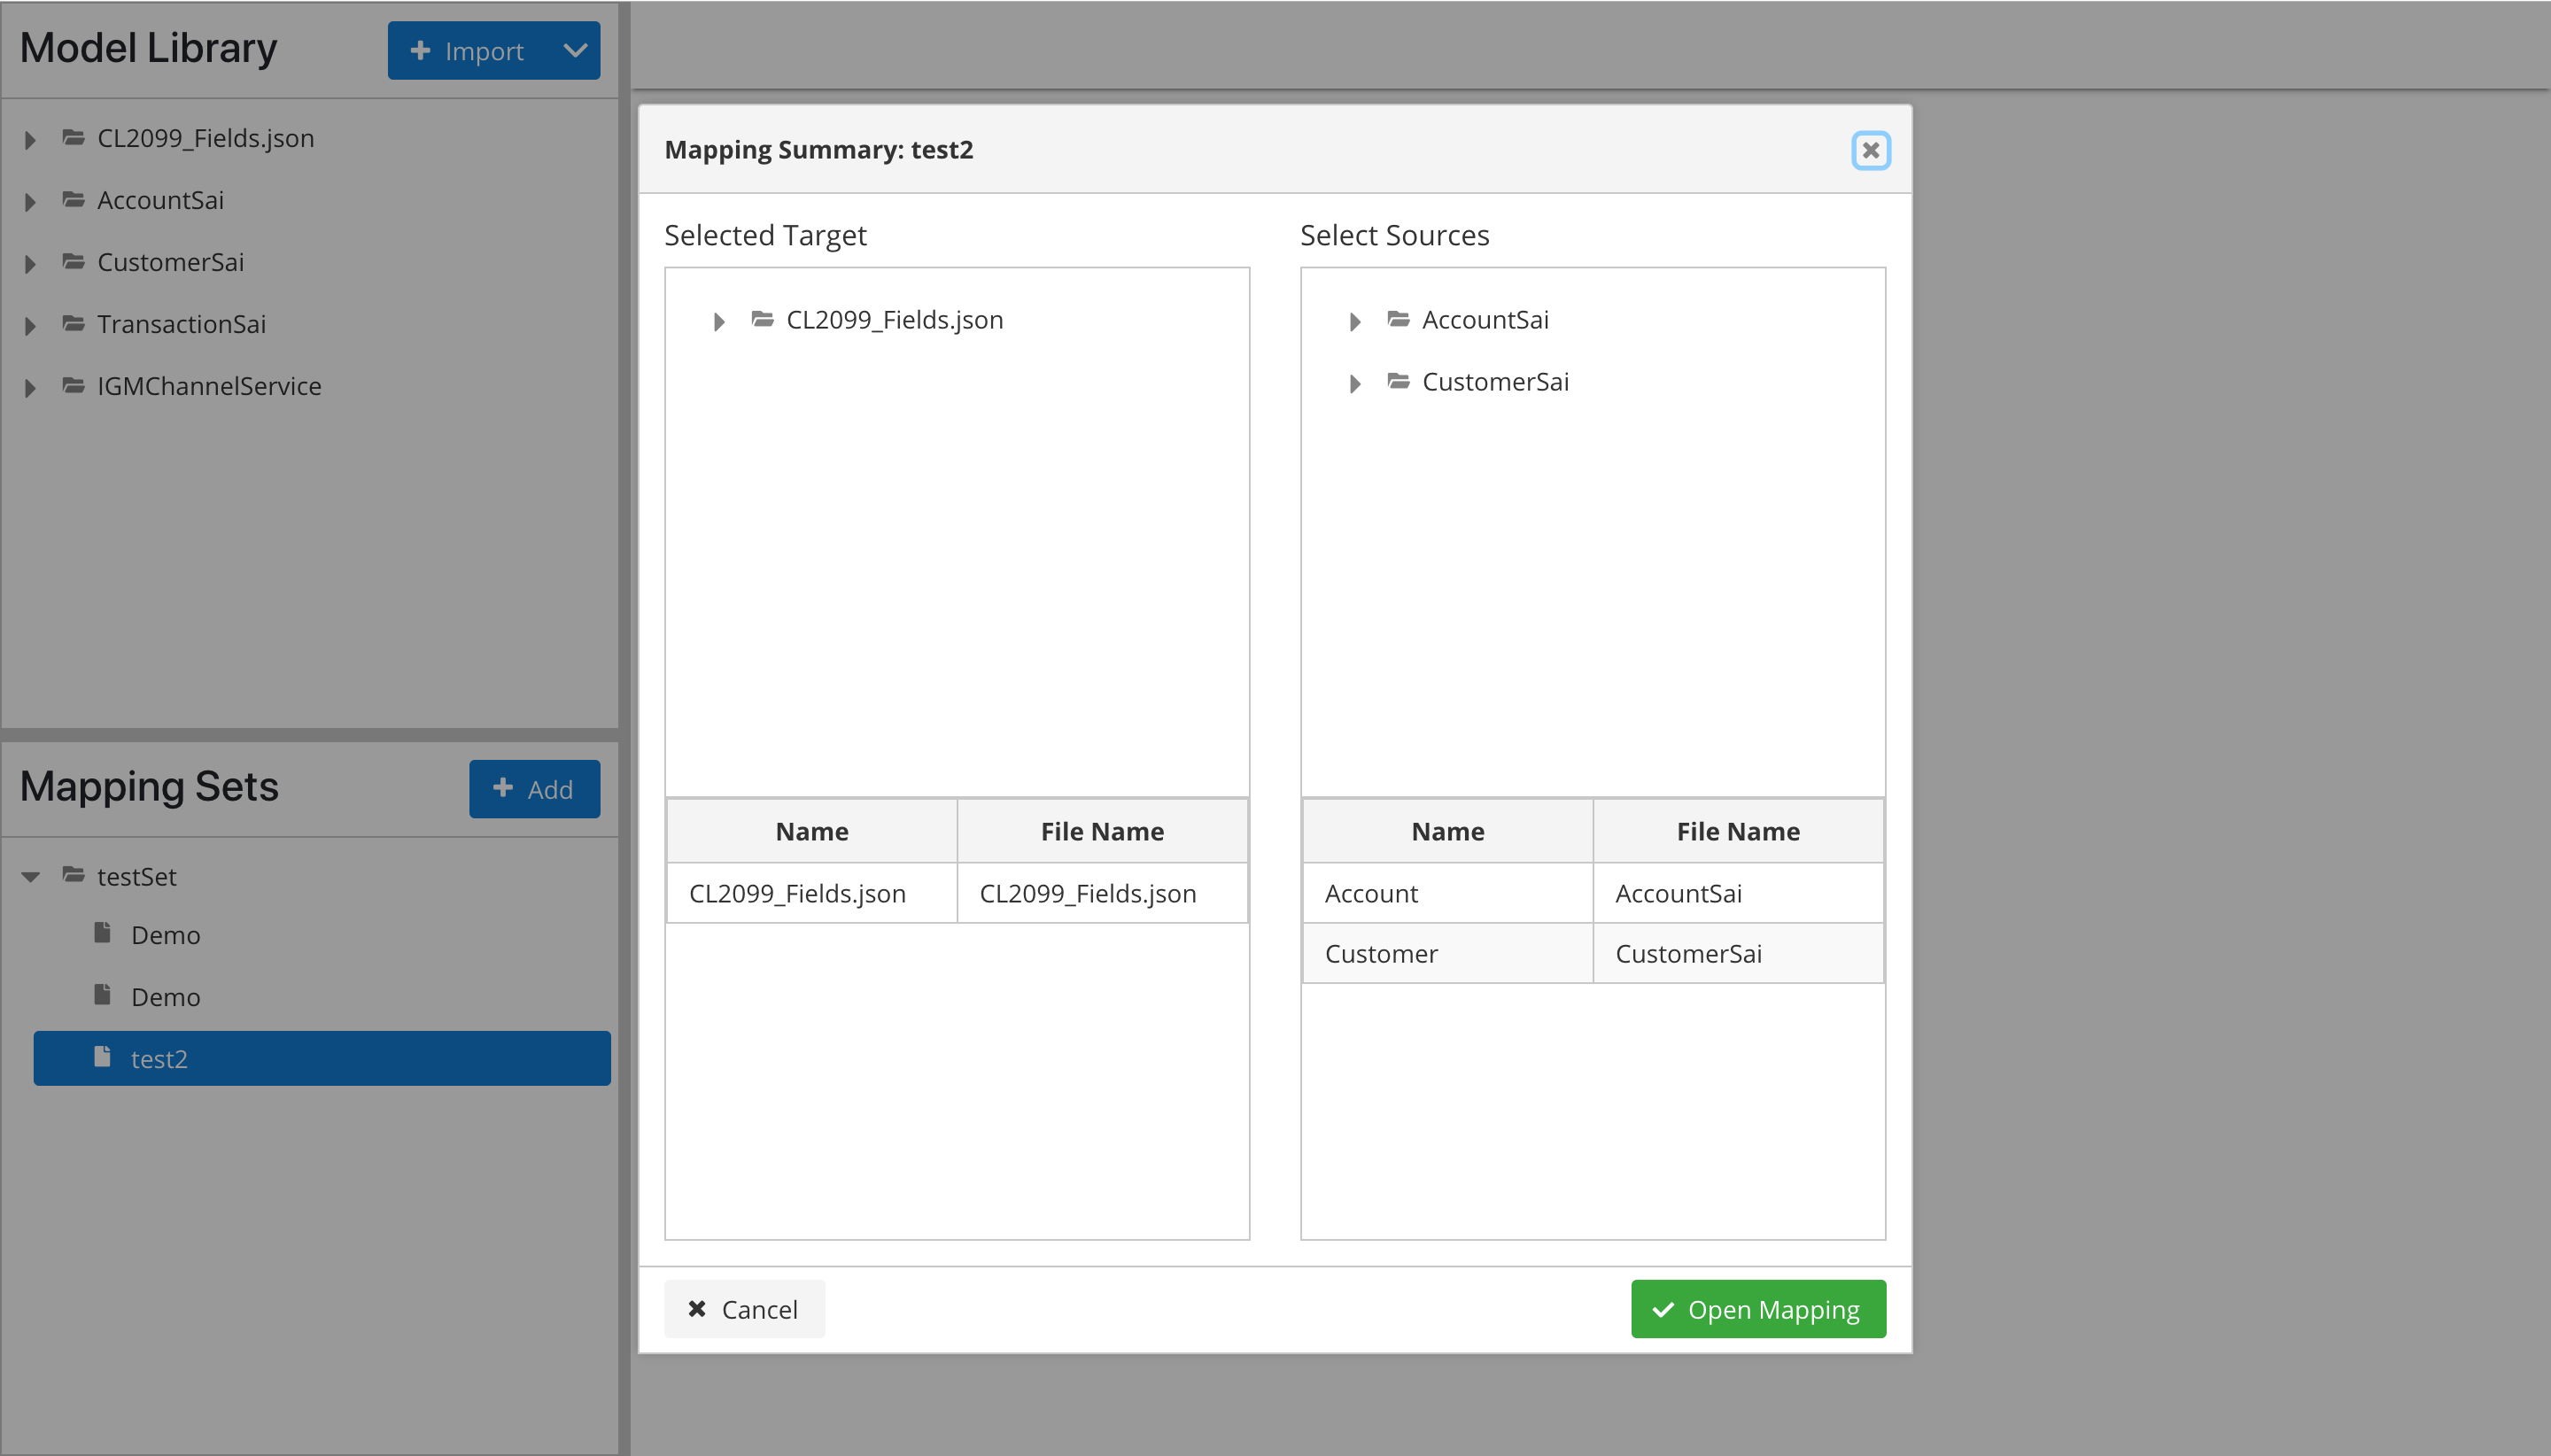 Model Library
Import
CL2099_Fields.json
AccountSai
CustomerSai
TransactionSai
IGMChannelService
Mapping Sets
Add
testSet
Demo
Demo
test2
Mapping Summary: test2
Selected Target
CL2099_Fields.json
Name File Name
CL2099_Fields.json CL2099_Fields.json
Select Sources
AccountSai
CustomerSai
Name File Name
Account AccountSai
Customer CustomerSai
Cancel
Open Mapping